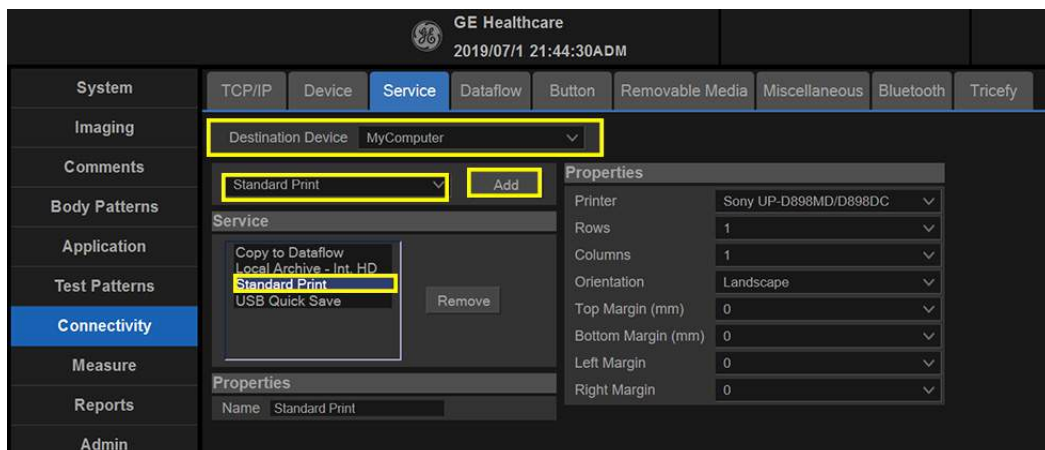 GE Healthcare
2019/07/1 21:44:30ADM
System
Imaging
Comments
Body Patterns
Application
Test Patterns
Connectivity
Measure
Reports
Admin
TCP/IP Device Service Dataflow Button Removable Media Miscellaneous Bluetooth Tricefy
Destination Device MyComputer
Standard Print Add
Service
Copy to Dataflow
Local Archive - Int. HD
Standard Print
USB Quick Save
Remove
Properties
Name Standard Print
Properties
Printer Sony UP-D898MD/D898DC
Rows 1
Columns 1
Orientation Landscape
Top Margin (mm) 0
Bottom Margin (mm) 0
Left Margin 0
Right Margin 0